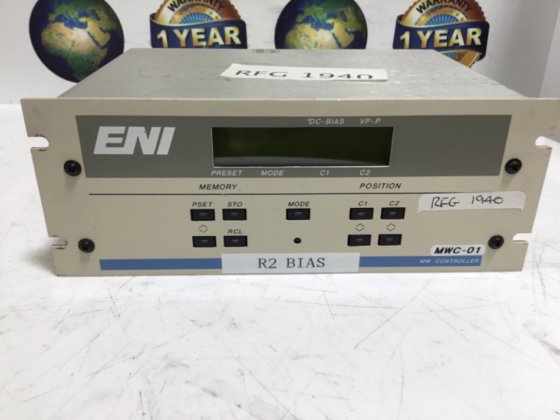 WARRANTY
1 YEAR
WARRANTY
1 YEAR
RFG 1940
ENI
DC-BIAS VP-P
PRESET MODE C1 C2
MEMORY POSITION
PSET STO MODE C1 C2
RFG 1940
RCL
MWC-01
MW CONTROLLER
R2 BIAS